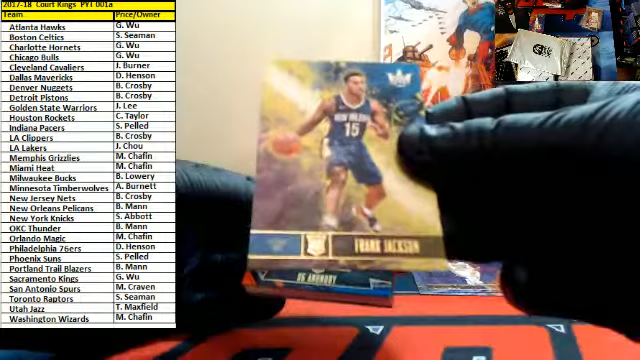 2017-18 Court Kings PYT 001a
Team Price/Owner
Atlanta Hawks G. Wu
Boston Celtics S. Seaman
Charlotte Hornets G. Wu
Chicago Bulls G. Wu
Cleveland Cavaliers J. Burner
Dallas Mavericks D. Henson
Denver Nuggets B. Crosby
Detroit Pistons B. Crosby
Golden State Warriors J. Lee
Houston Rockets C. Taylor
Indiana Pacers S. Pelled
LA Clippers B. Crosby
LA Lakers J. Chou
Memphis Grizzlies M. Chafin
Miami Heat M. Chafin
Milwaukee Bucks B. Lowery
Minnesota Timberwolves A. Burnett
New Jersey Nets B. Crosby
New Orleans Pelicans B. Mann
New York Knicks S. Abbott
OKC Thunder B. Mann
Orlando Magic M. Chafin
Philadelphia 76ers D. Henson
Phoenix Suns S. Pelled
Portland Trail Blazers B. Mann
Sacramento Kings G. Wu
San Antonio Spurs M. Craven
Toronto Raptors S. Seaman
Utah Jazz T. Maxfield
Washington Wizards M. Chafin
NEW ORLEANS
15
FRANK JACKSON
OG ANUNOBY